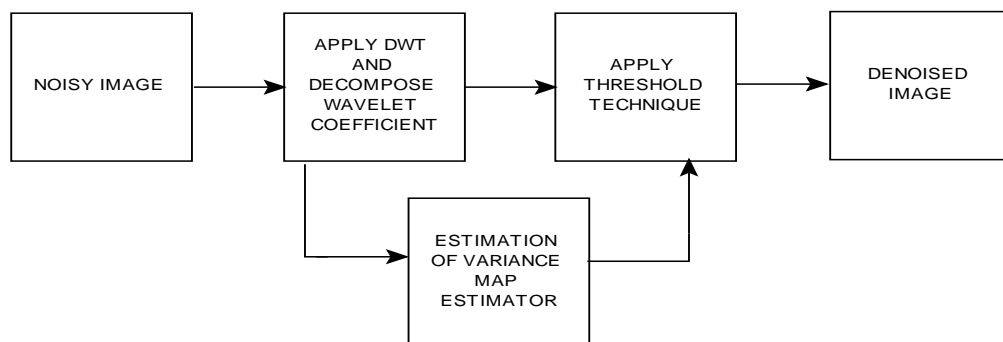 NOISY IMAGE
APPLY DWT
AND
DECOMPOSE
WAVELET
COEFFICIENT
APPLY
THRESHOLD
TECHNIQUE
DENOISED
IMAGE
ESTIMATION
OF VARIANCE
MAP
ESTIMATOR